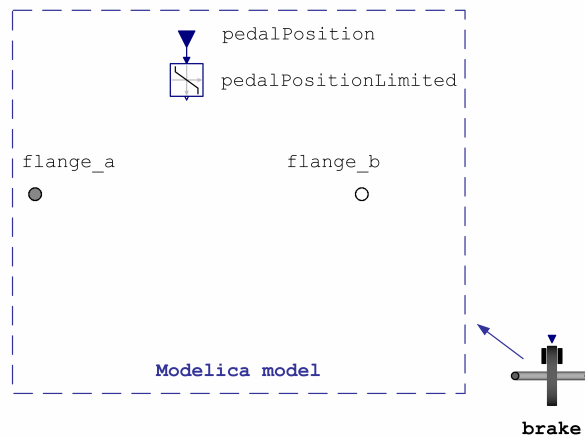 pedalPosition
pedalPositionLimited
flange_a
flange_b
Modelica model
brake